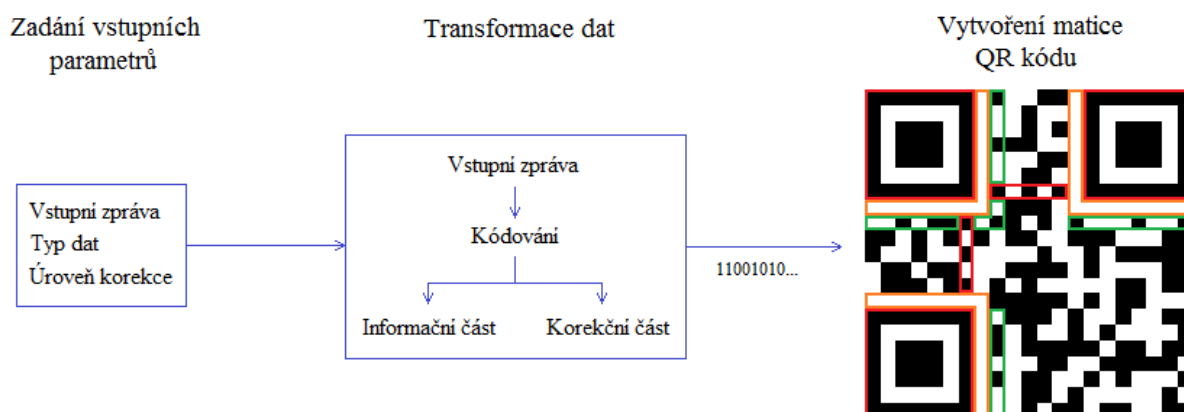 Zadání vstupních
parametrů
Transformace dat
Vytvoření matice
QR kódu
Vstupní zpráva
Typ dat
Úroveň korekce
Vstupní zpráva
Kódování
Informační část
Korekční část
11001010...